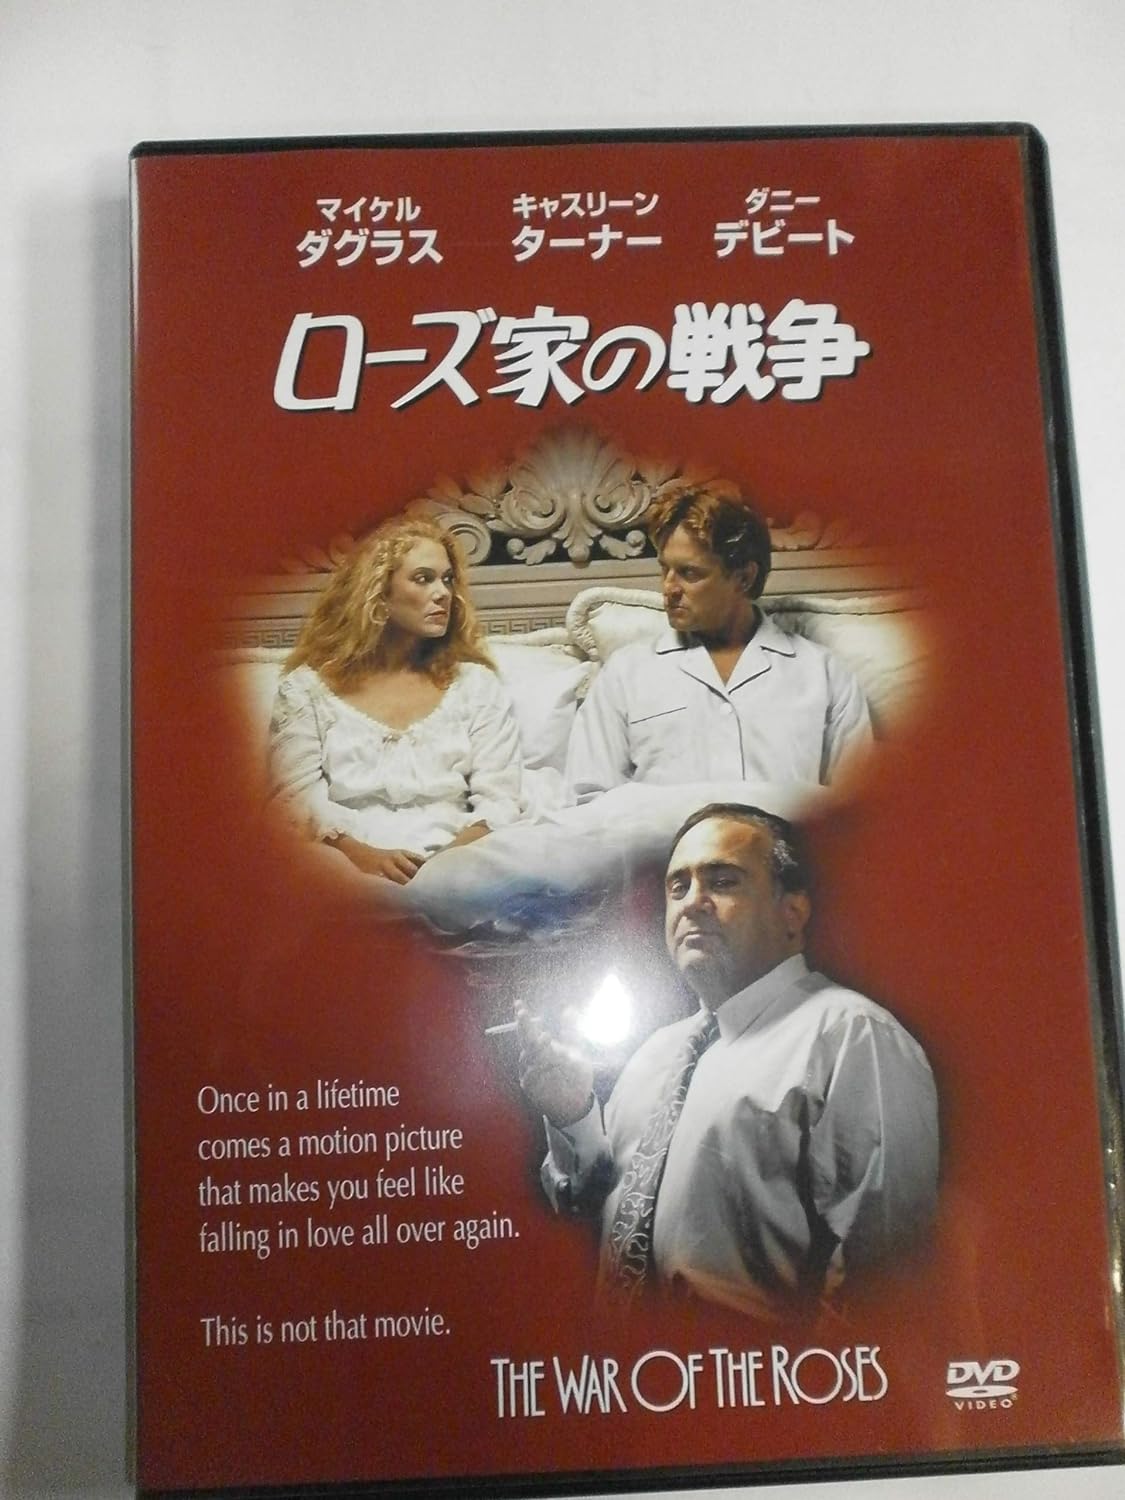 マイケル キャスリーン ダニー
ダグラス ターナー デビート
ローズ家の戦争
Once in a lifetime
comes a motion picture
that makes you feel like
falling in love all over again.
This is not that movie.
THE WAR OF THE ROSES
DVD
VIDEO